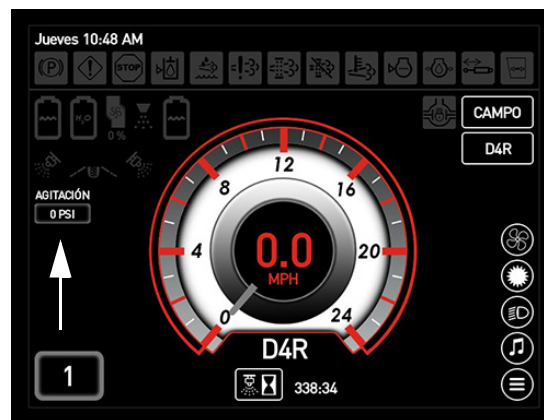 Jueves 10:48 AM
(P)
STOP
H₂O
0 %
CAMPO
D4R
AGITACIÓN
0 PSI
0
4
8
12
16
20
24
0.0
MPH
D4R
338:34
1